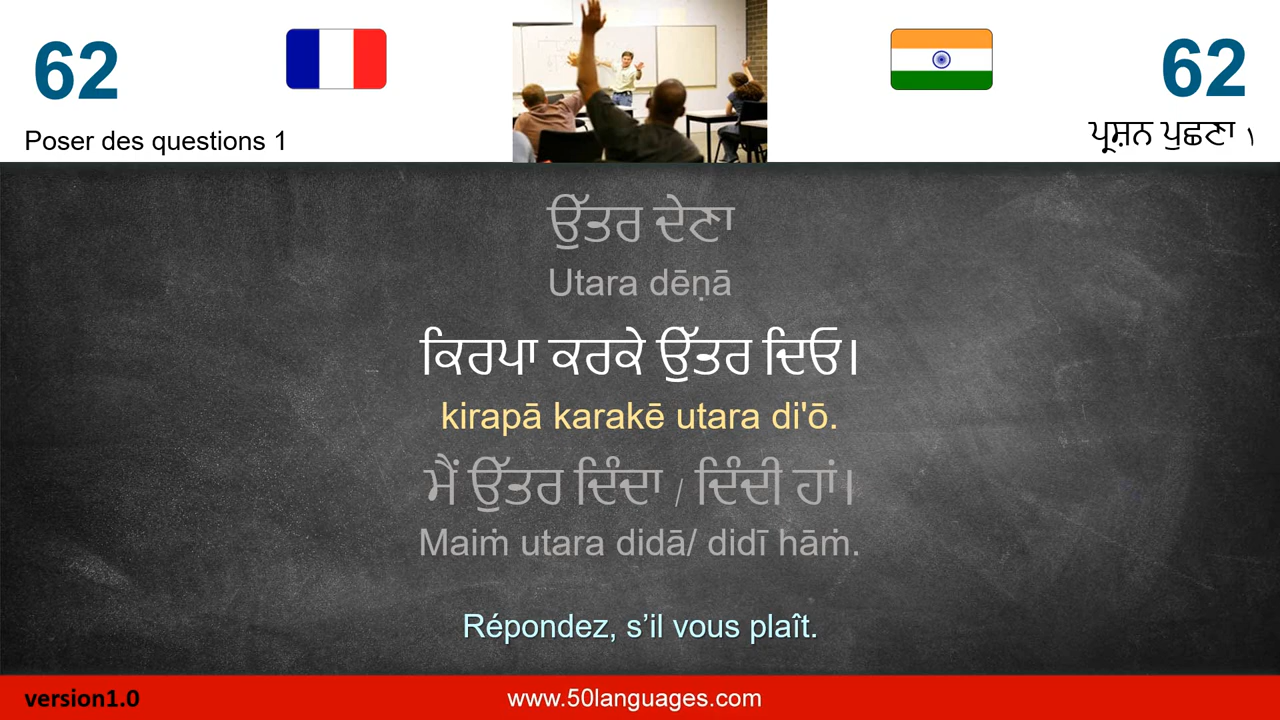 62
62
Poser des questions 1
ਪ੍ਰਸ਼ਨ ਪੁਛਣਾ ੧
ਉੱਤਰ ਦੇਣਾ
Utara dēṇā
ਕਿਰਪਾ ਕਰਕੇ ਉੱਤਰ ਦਿਓ।
kirapā karakē utara di'ō.
ਮੈਂ ਉੱਤਰ ਦਿੰਦਾ / ਦਿੰਦੀ ਹਾਂ।
Maiṁ utara didā/ didī hāṁ.
Répondez, s’il vous plaît.
version1.0
www.50languages.com